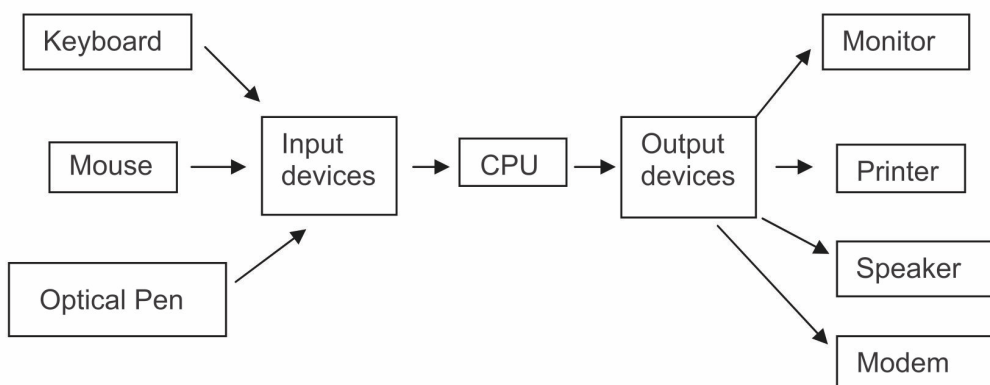 Keyboard
Mouse
Optical Pen
Input
devices
CPU
Output
devices
Monitor
Printer
Speaker
Modem